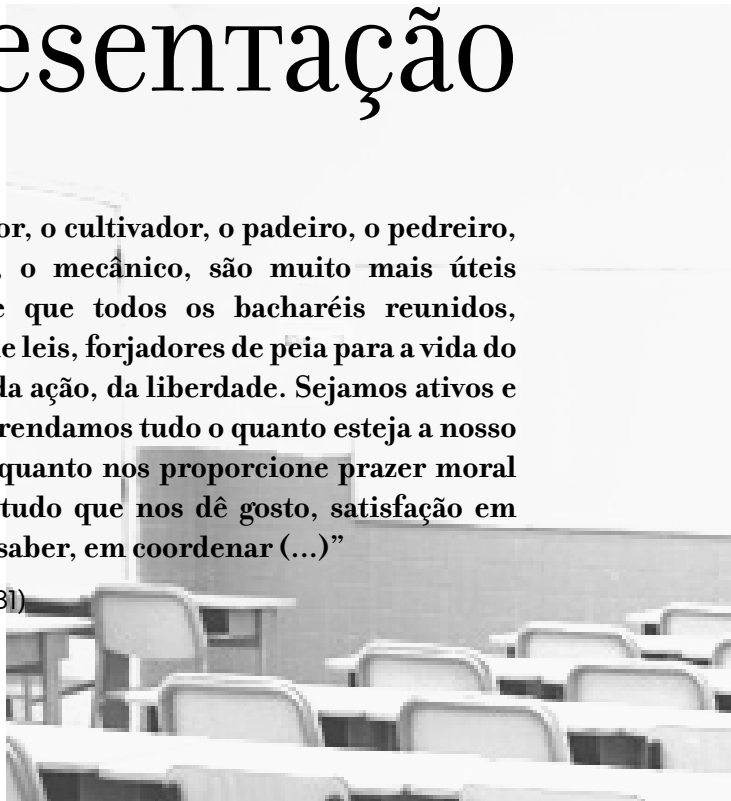 esenTação
or, o cultivador, o padeiro, o pedreiro,
, o mecânico, são muito mais úteis
e que todos os bacharéis reunidos,
e leis, forjadores de peia para a vida do
da ação, da liberdade. Sejamos ativos e
rendamos tudo o quanto esteja a nosso
quanto nos proporcione prazer moral
tudo que nos dê gosto, satisfação em
saber, em coordenar (...)”
31)